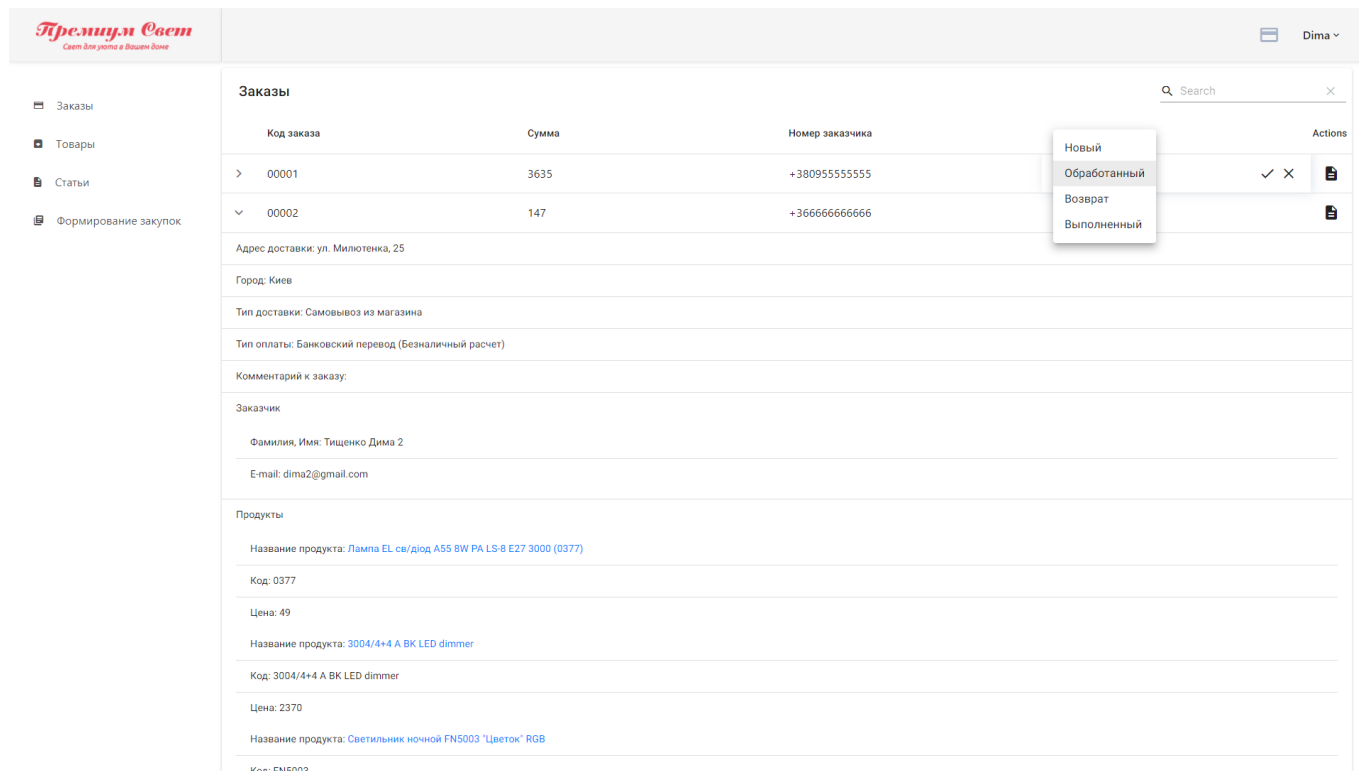 Премиум Свет
Свет для уюта в Вашем доме
Dima
Заказы
Товары
Статьи
Формирование закупок
Заказы
Search
Код заказа Сумма Номер заказчика Actions
00001 3635 +380955555555
00002 147 +366666666666
Новый
Обработанный
Возврат
Выполненный
Адрес доставки: ул. Милютенка, 25
Город: Киев
Тип доставки: Самовывоз из магазина
Тип оплаты: Банковский перевод (Безналичный расчет)
Комментарий к заказу:
Заказчик
Фамилия, Имя: Тищенко Дима 2
E-mail: dima2@gmail.com
Продукты
Название продукта: Лампа EL св/діод A55 8W PA LS-8 E27 3000 (0377)
Код: 0377
Цена: 49
Название продукта: 3004/4+4 A BK LED dimmer
Код: 3004/4+4 A BK LED dimmer
Цена: 2370
Название продукта: Светильник ночной FN5003 "Цветок" RGB
Код: FN5003